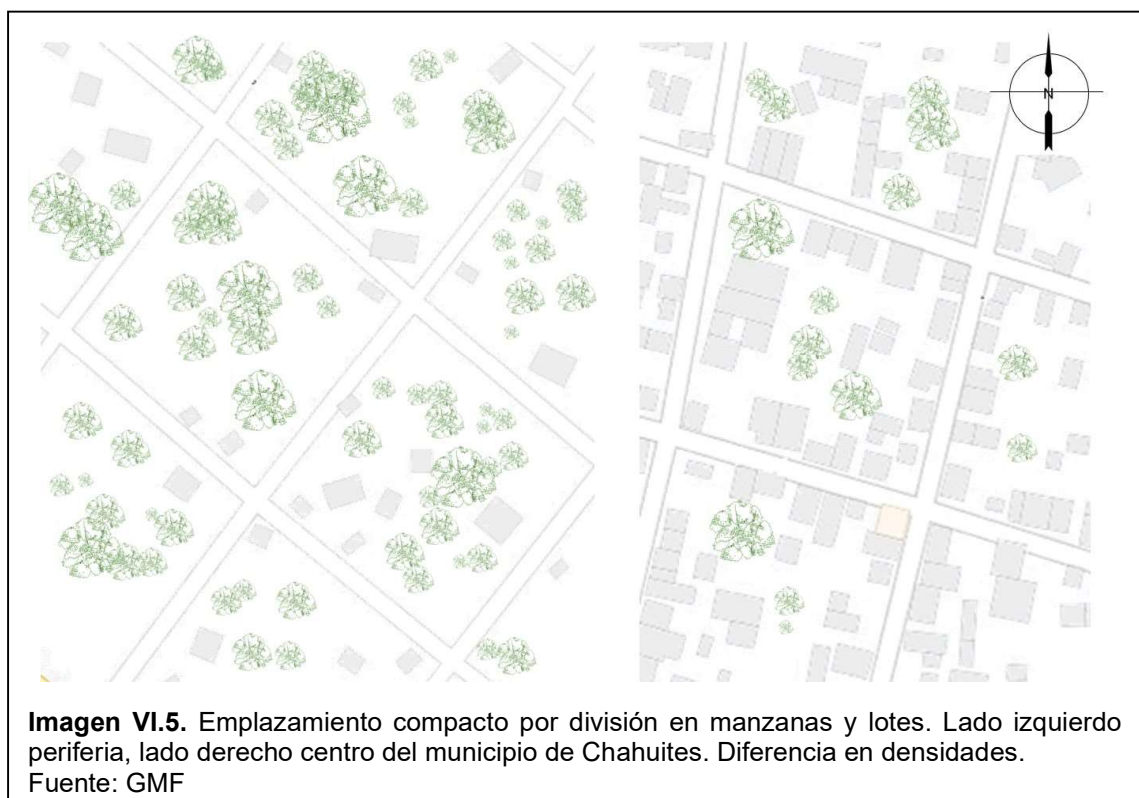 N
Imagen VI.5. Emplazamiento compacto por división en manzanas y lotes. Lado izquierdo
periferia, lado derecho centro del municipio de Chahuites. Diferencia en densidades.
Fuente: GMF